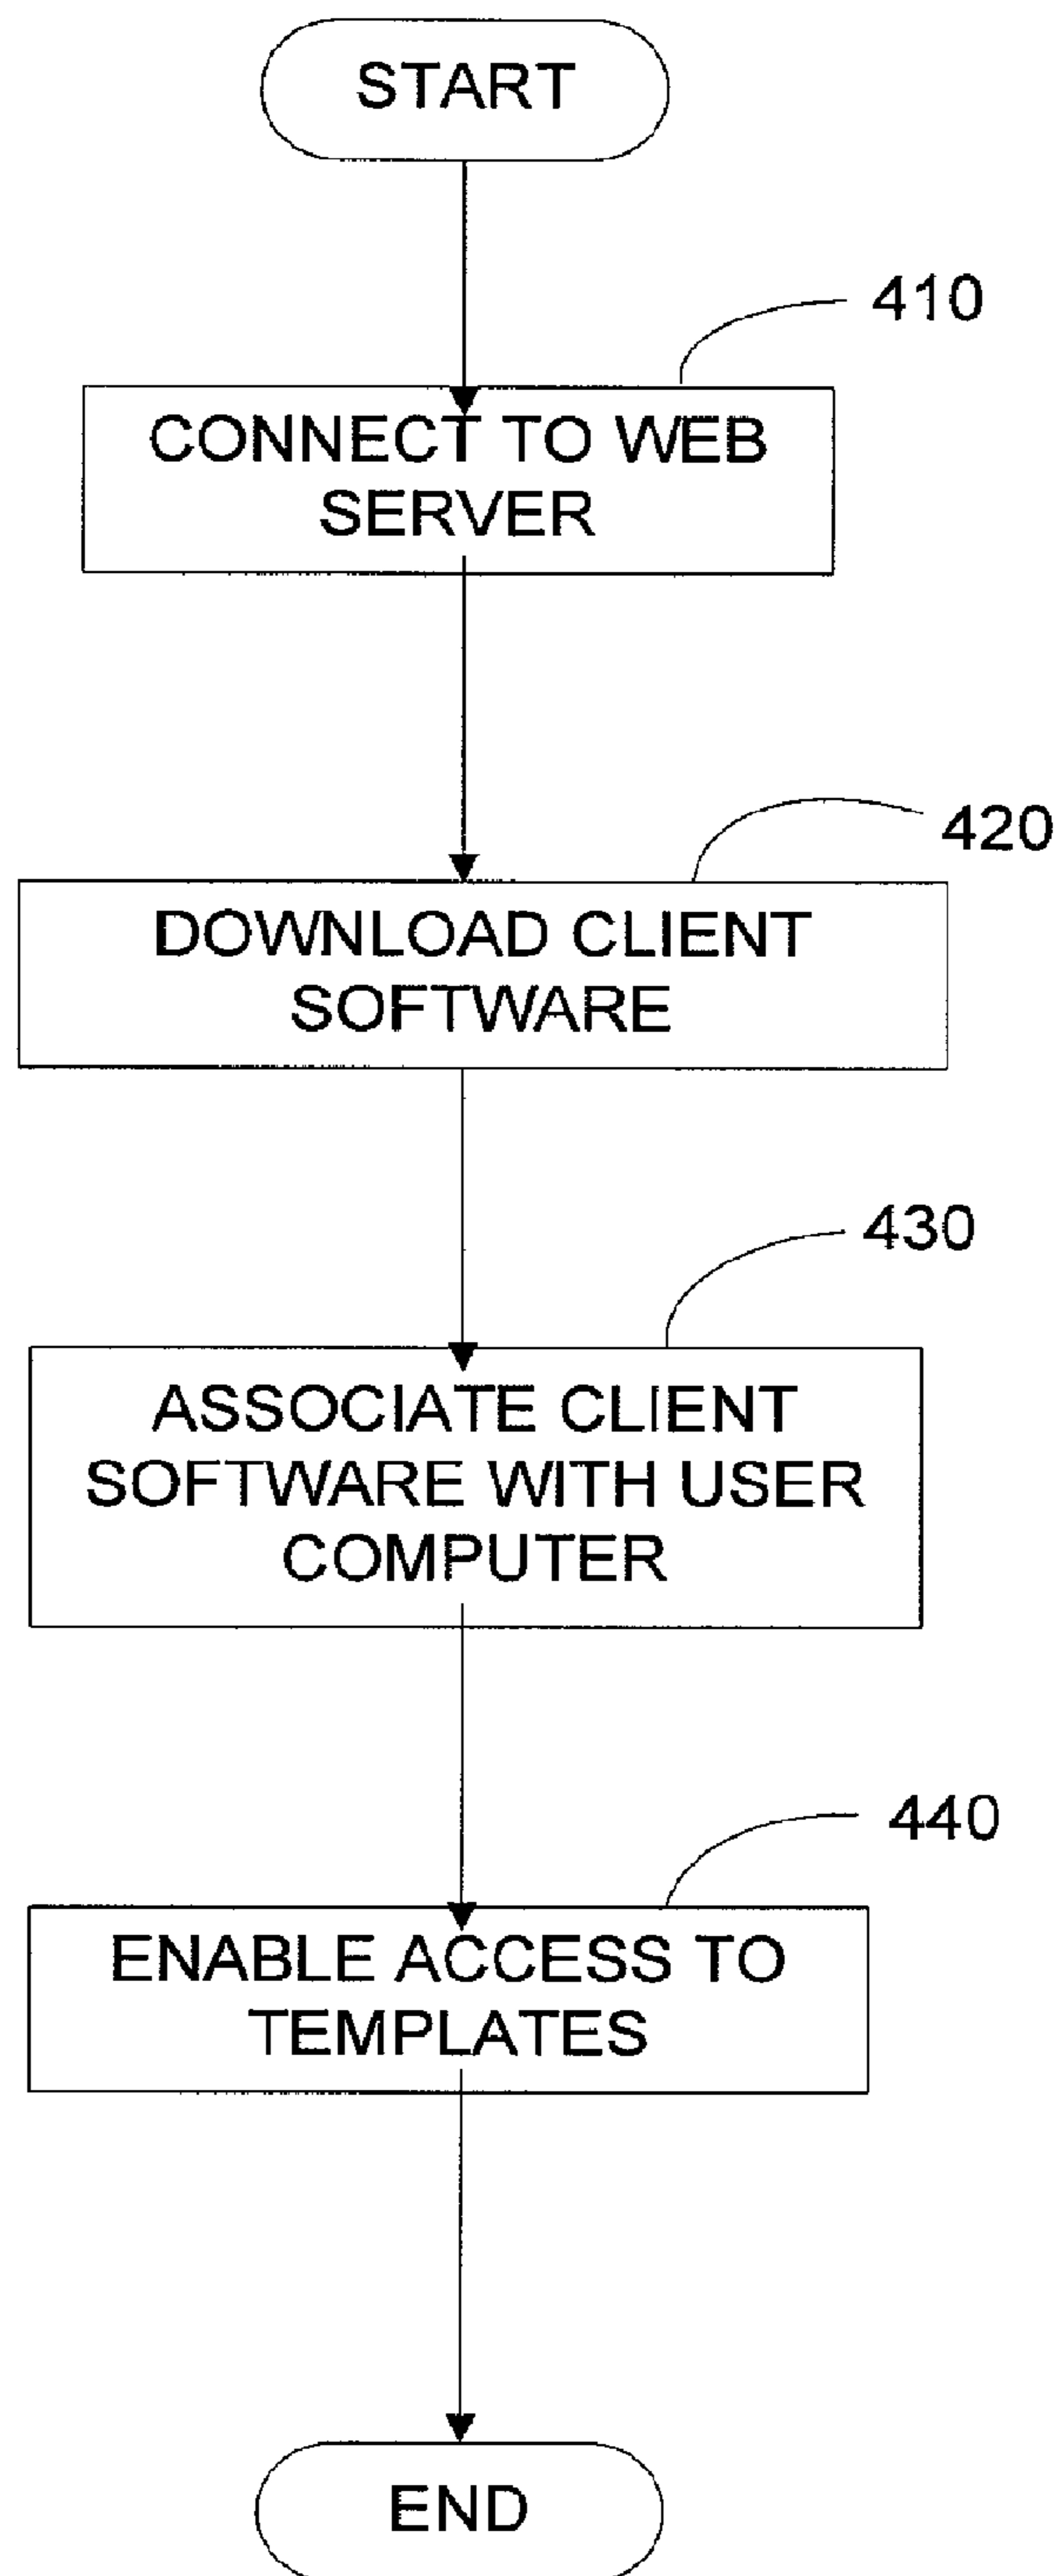 START
410
CONNECT TO WEB
SERVER
420
DOWNLOAD CLIENT
SOFTWARE
430
ASSOCIATE CLIENT
SOFTWARE WITH USER
COMPUTER
440
ENABLE ACCESS TO
TEMPLATES
END